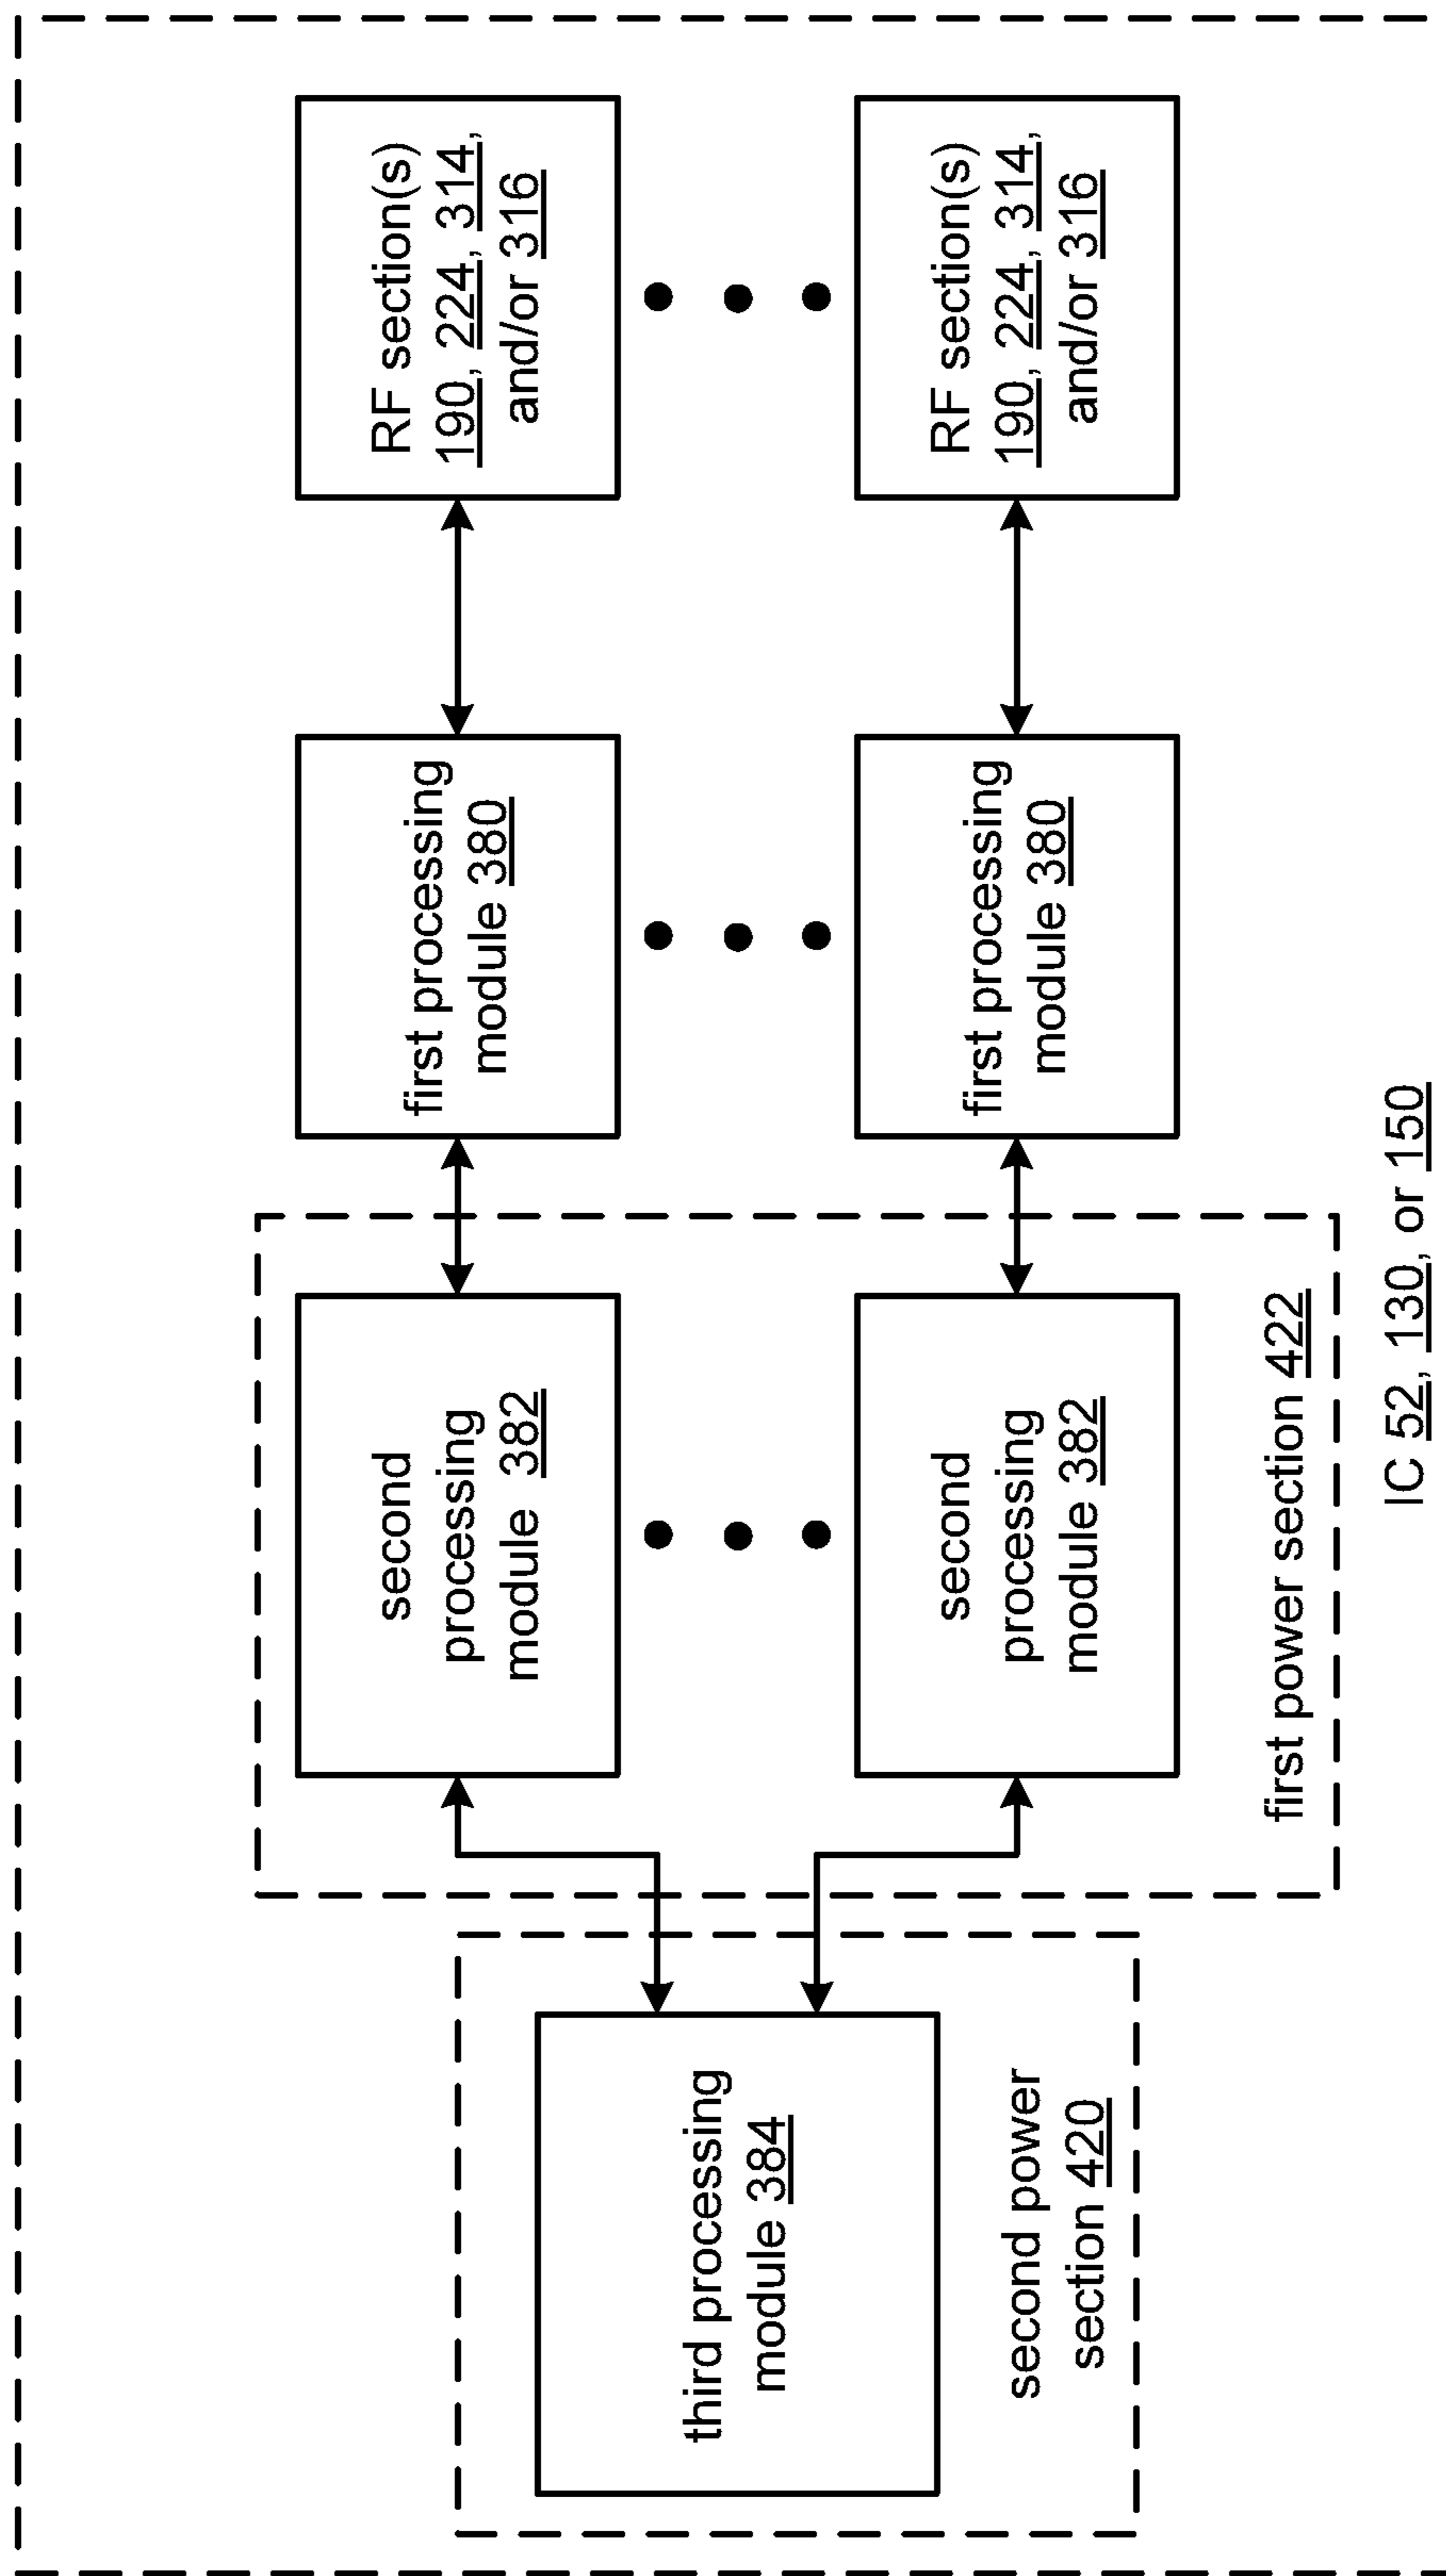 third processing
module 384
second power
section 420
second
processing
module 382
second
processing
module 382
first power section 422
first processing
module 380
first processing
module 380
RF section(s)
190, 224, 314,
and/or 316
RF section(s)
190, 224, 314,
and/or 316
IC 52, 130, or 150